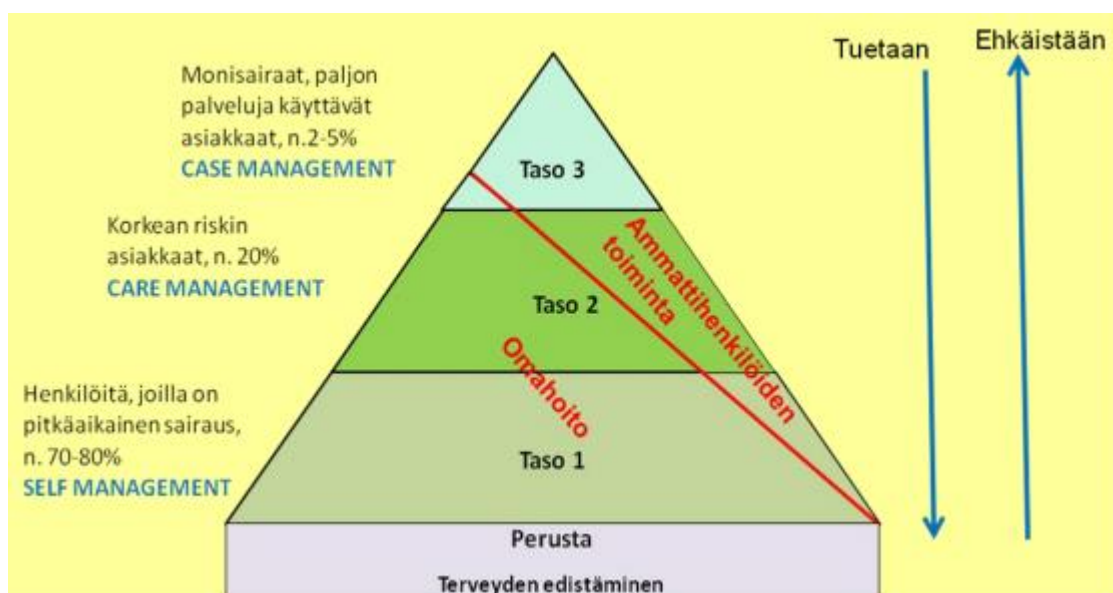 Tuetaan
Ehkäistään
Monisairaat, paljon
palveluja käyttävät
asiakkaat, n.2-5%
CASE MANAGEMENT
Taso 3
Korkean riskin
asiakkaat, n. 20%
CARE MANAGEMENT
Taso 2
Ammattihenkilöiden
toiminta
Omahoito
Henkilöitä, joilla on
pitkäaikainen sairaus,
n. 70-80%
SELF MANAGEMENT
Taso 1
Perusta
Terveyden edistäminen